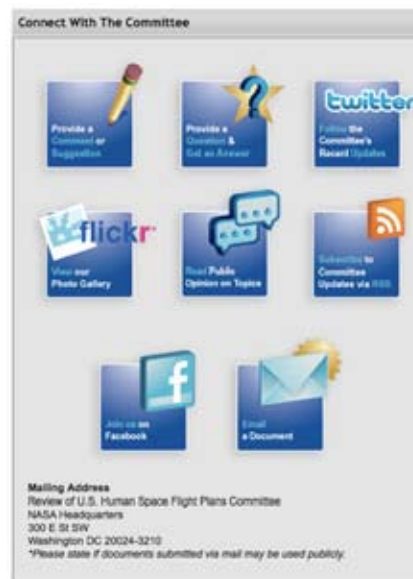 Connect With The Committee
Provide a
Comment or
Suggestion
Provide a
Question &
Get an Answer
twitter
Follow the
Committee's
Recent Updates
flickr
View our
Photo Gallery
Read Public
Opinion on Topics
Subscribe to
Committee
Updates via RSS
f
Join us on
Facebook
Email
a Document
Mailing Address
Review of U.S. Human Space Flight Plans Committee
NASA Headquarters
300 E St SW
Washington DC 20024-3210
*Please state if documents submitted via mail may be used publicly.